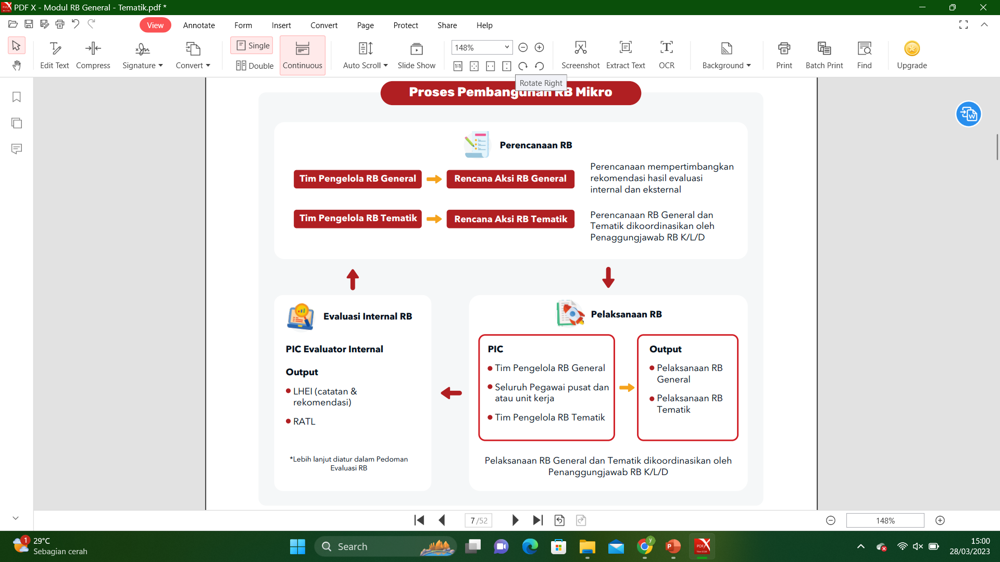 PDF X - Modul RB General - Tematik.pdf *
View Annotate Form Insert Convert Page Protect Share Help
Single
148%
Edit Text Compress Signature Convert Double Continuous Auto Scroll Slide Show Screenshot Extract Text OCR Background Print Batch Print Find Upgrade
Rotate Right
Proses Pembangunan RB Mikro
Perencanaan RB
Tim Pengelola RB General
Rencana Aksi RB General
Perencanaan mempertimbangkan
rekomendasi hasil evaluasi
internal dan eksternal
Tim Pengelola RB Tematik
Rencana Aksi RB Tematik
Perencanaan RB General dan
Tematik dikoordinasikan oleh
Penaggungjawab RB K/L/D
Evaluasi Internal RB
PIC Evaluator Internal
Output
LHEI (catatan &
rekomendasi)
RATL
*Lebih lanjut diatur dalam Pedoman
Evaluasi RB
Pelaksanaan RB
PIC
Tim Pengelola RB General
Seluruh Pegawai pusat dan
atau unit kerja
Tim Pengelola RB Tematik
Output
Pelaksanaan RB
General
Pelaksanaan RB
Tematik
Pelaksanaan RB General dan Tematik dikoordinasikan oleh
Penanggungjawab RB K/L/D
7 /52
148%
1
29°C
Sebagian cerah
Search
15:00
28/03/2023